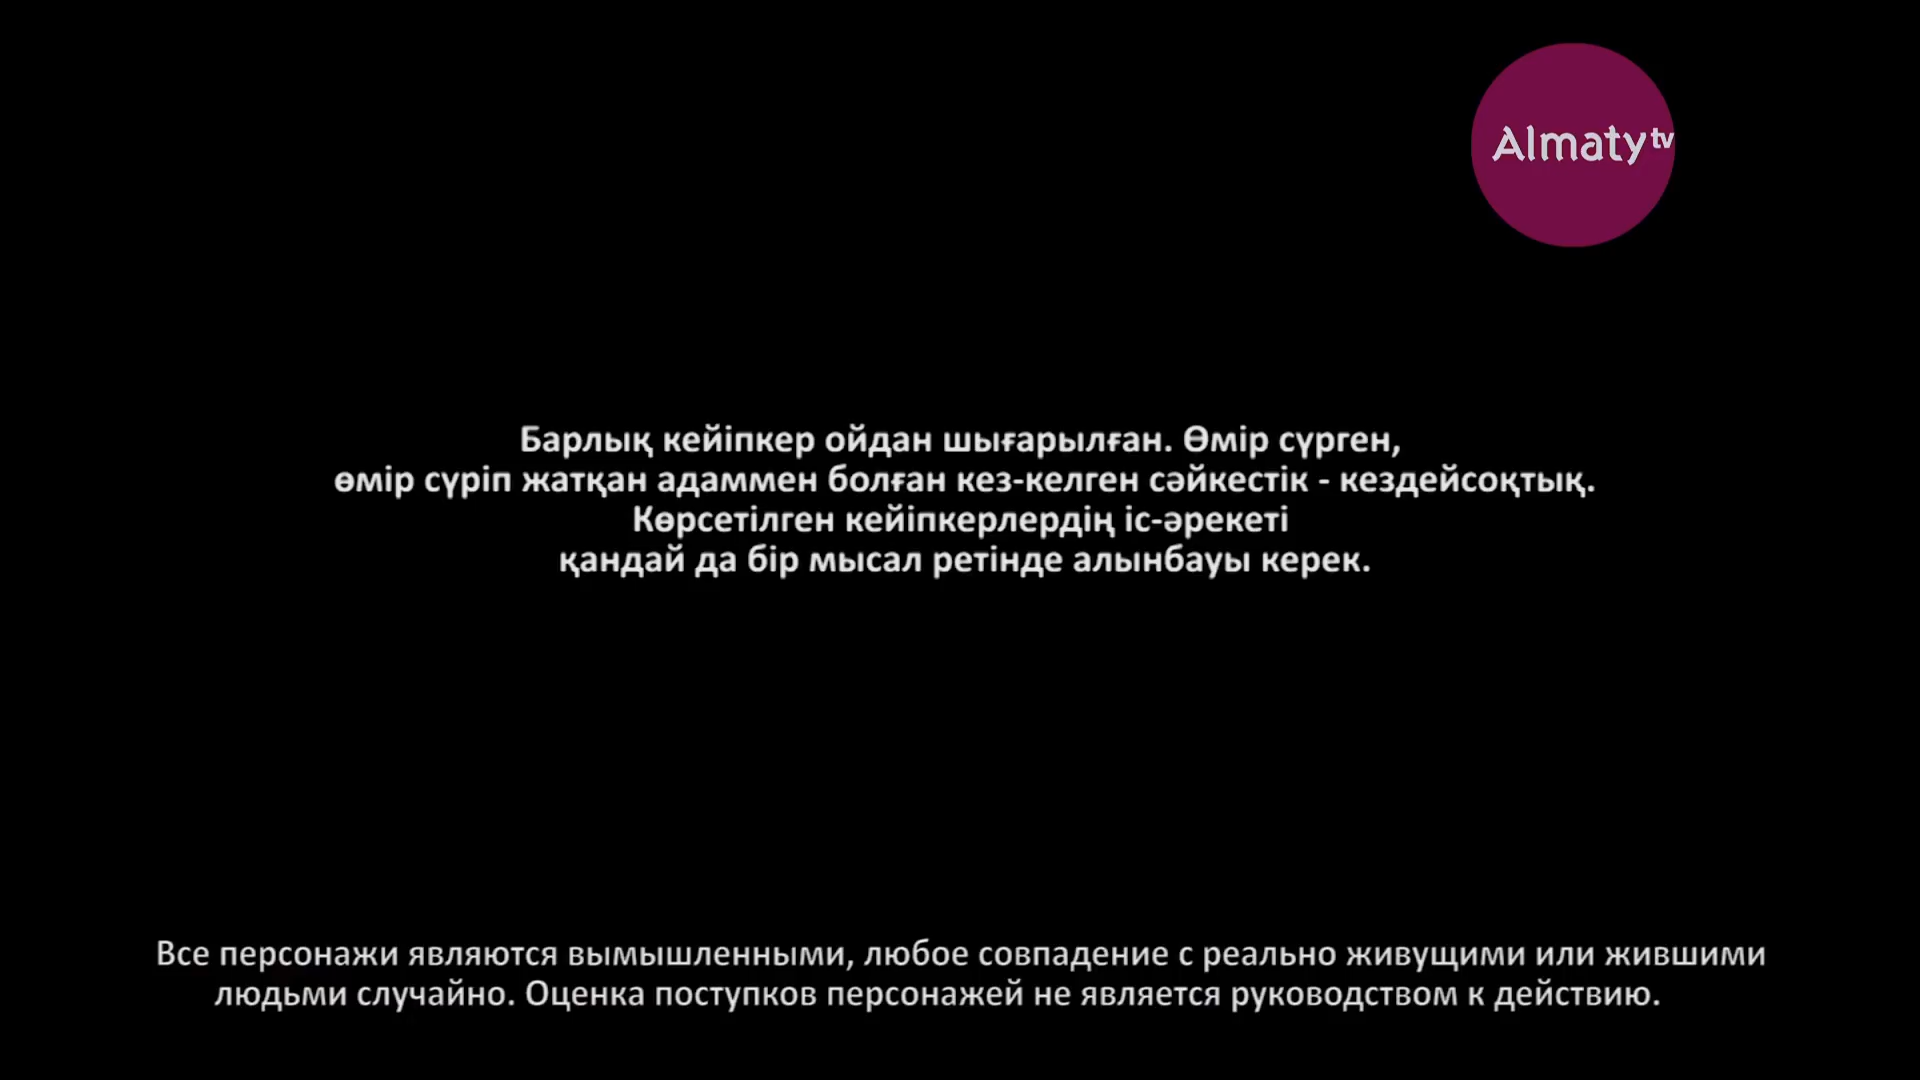 Almaty tv
Барлық кейіпкер ойдан шығарылған. Өмір сүрген,
өмір сүріп жатқан адаммен болған кез-келген сәйкестік - кездейсоқтық.
Көрсетілген кейіпкерлердің іс-әрекеті
қандай да бір мысал ретінде алынбауы керек.
Все персонажи являются вымышленными, любое совпадение с реально живущими или жившими
людьми случайно. Оценка поступков персонажей не является руководством к действию.